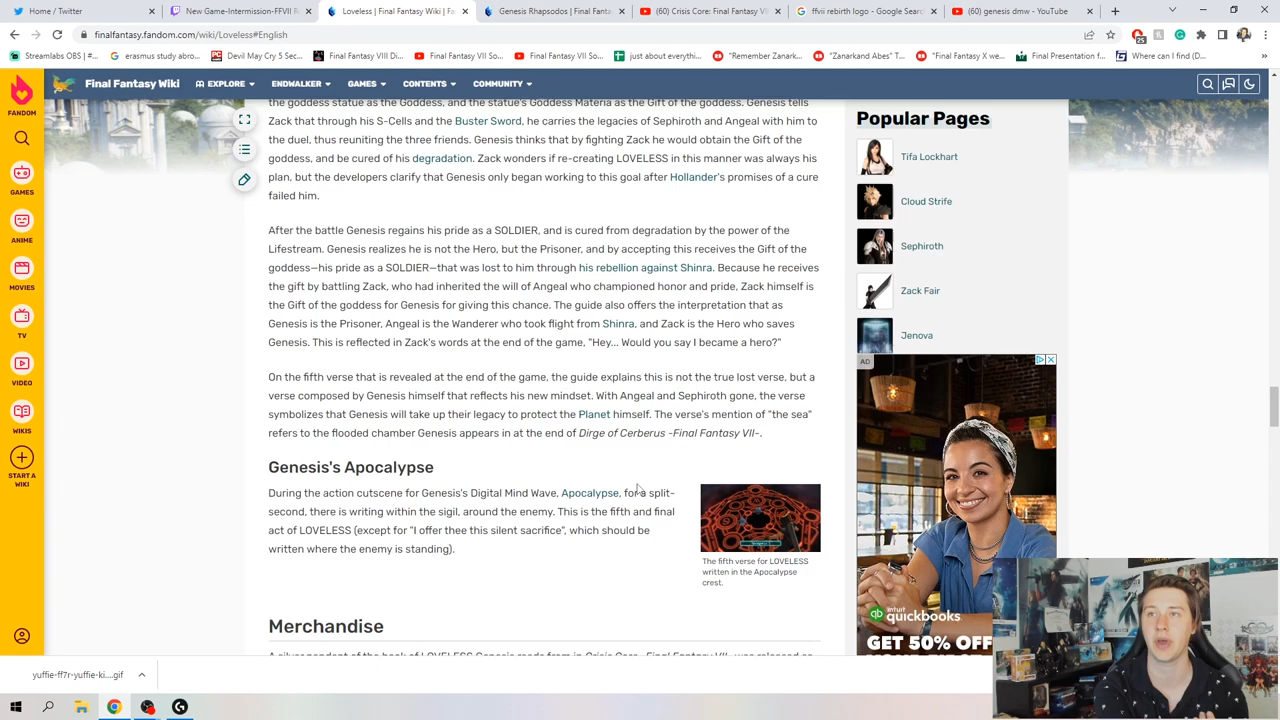 Home / Twitter
New Game-Intermission-FFVII B
Loveless | Final Fantasy Wiki | Fa
Genesis Rhapsodos | Final Fanta
(60) Crisis Core: Final Fantasy VII
ffvii rebirth logo - Google Search
(60) genesis dmw - YouTube
finalfantasy.fandom.com/wiki/Loveless#English
25
Streamlabs OBS | #...
erasmus study abro...
Devil May Cry 5 Sec...
Final Fantasy VIII Di...
Final Fantasy VII So...
Final Fantasy VII So...
just about everythi...
"Remember Zanark...
"Zanarkand Abes" T...
"Final Fantasy X we...
Final Presentation f...
Where can I find (D...
»
FANDOM
Final Fantasy Wiki
EXPLORE
ENDWALKER
GAMES
CONTENTS
COMMUNITY
GAMES
ANIME
MOVIES
TV
VIDEO
WIKIS
START A
WIKI
the goddess statue as the Goddess, and the statue's Goddess Materia as the Gift of the goddess. Genesis tells
Zack that through his S-Cells and the Buster Sword, he carries the legacies of Sephiroth and Angeal with him to
the duel, thus reuniting the three friends. Genesis thinks that by fighting Zack he would obtain the Gift of the
goddess, and be cured of his degradation. Zack wonders if re-creating LOVELESS in this manner was always his
plan, but the developers clarify that Genesis only began working to this goal after Hollander's promises of a cure
failed him.
After the battle Genesis regains his pride as a SOLDIER, and is cured from degradation by the power of the
Lifestream. Genesis realizes he is not the Hero, but the Prisoner, and by accepting this receives the Gift of the
goddess—his pride as a SOLDIER—that was lost to him through his rebellion against Shinra. Because he receives
the gift by battling Zack, who had inherited the will of Angeal who championed honor and pride, Zack himself is
the Gift of the goddess for Genesis for giving this chance. The guide also offers the interpretation that as
Genesis is the Prisoner, Angeal is the Wanderer who took flight from Shinra, and Zack is the Hero who saves
Genesis. This is reflected in Zack's words at the end of the game, "Hey... Would you say I became a hero?"
On the fifth verse that is revealed at the end of the game, the guide explains this is not the true lost verse, but a
verse composed by Genesis himself that reflects his new mindset. With Angeal and Sephiroth gone, the verse
symbolizes that Genesis will take up their legacy to protect the Planet himself. The verse's mention of "the sea"
refers to the flooded chamber Genesis appears in at the end of Dirge of Cerberus -Final Fantasy VII-.
Genesis's Apocalypse
During the action cutscene for Genesis's Digital Mind Wave, Apocalypse, for a split-
second, there is writing within the sigil, around the enemy. This is the fifth and final
act of LOVELESS (except for "I offer thee this silent sacrifice", which should be
written where the enemy is standing).
The fifth verse for LOVELESS
written in the Apocalypse
crest.
Merchandise
Popular Pages
Tifa Lockhart
Cloud Strife
Sephiroth
Zack Fair
Jenova
AD
intuit
quickbooks.
GET 50% OFF
yuffie-ff7r-yuffie-ki....gif